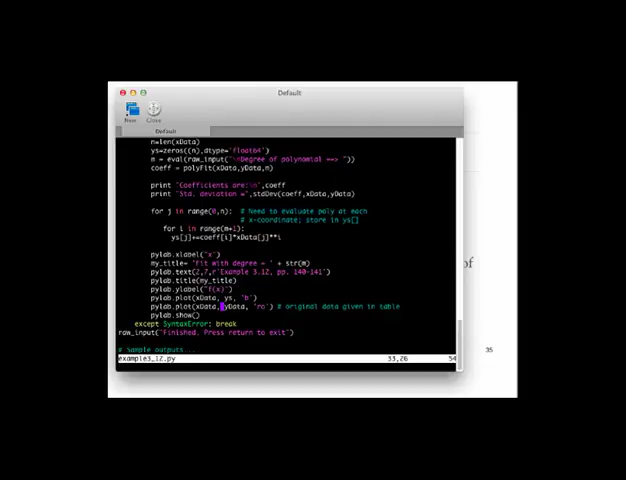 Default
New Close
Default
n=len(xData)
ys=zeros((n),dtype='float64')
m = eval(raw_input("\nDegree of polynomial ==> "))
coeff = polyFit(xData,yData,m)
print "Coefficients are:\n",coeff
print "Std. deviation =",stdDev(coeff,xData,yData)
for j in range(0,n): # Need to evaluate poly at each
# x-coordinate; store in ys[]
for i in range(m+1):
ys[j]+=coeff[i]*xData[j]**i
pylab.xlabel("x")
my_title= 'Fit with degree = ' + str(m)
pylab.text(2,7,r'Example 3.12, pp. 140-141')
pylab.title(my_title)
pylab.ylabel("f(x)")
pylab.plot(xData, ys, 'b')
pylab.plot(xData, yData, 'ro') # original data given in table
pylab.show()
except SyntaxError: break
raw_input("Finished. Press return to exit")
# Sample outputs...
example3_12.py 33,26 54
of
35